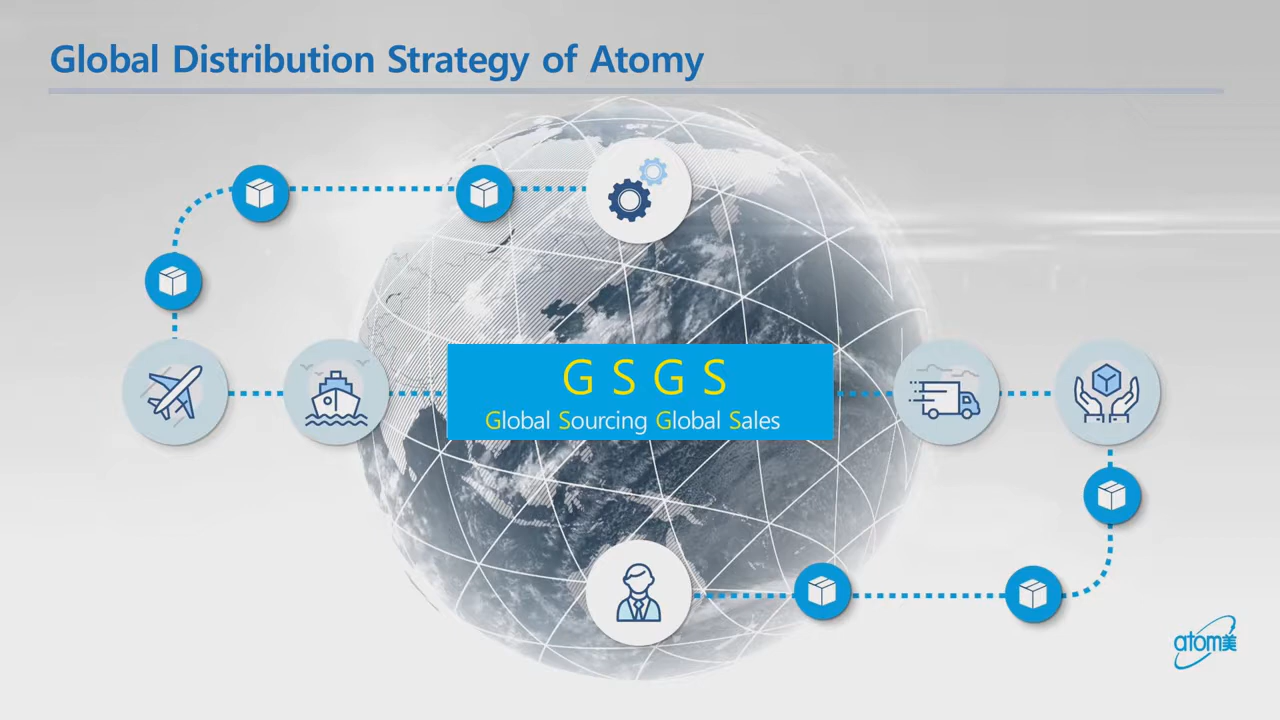 Global Distribution Strategy of Atomy
G S G S
Global Sourcing Global Sales
atom美